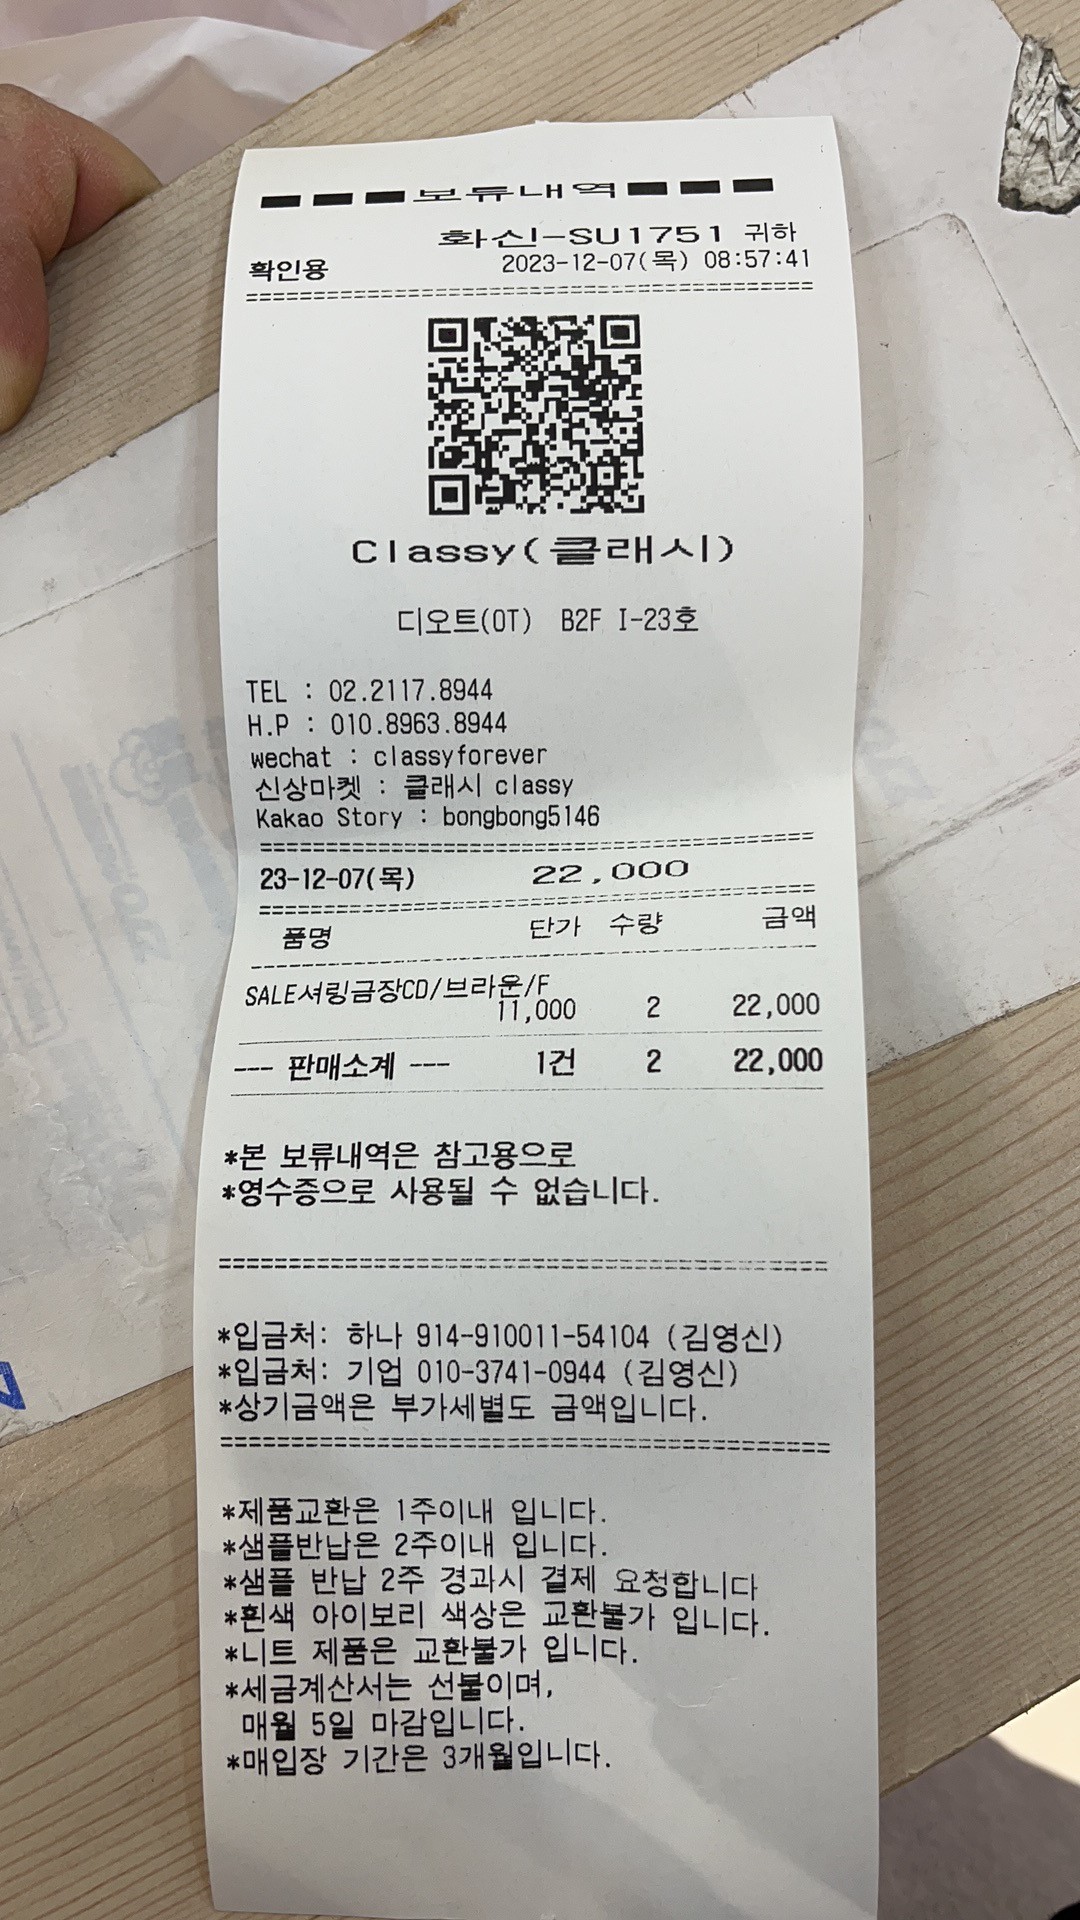 보류내역
화신-SU1751 귀하
확인용 2023-12-07(목) 08:57:41
Classy(클래시)
디오트(OT) B2F I-23호
TEL : 02.2117.8944
H.P : 010.8963.8944
wechat : classyforever
신상마켓 : 클래시 classy
Kakao Story : bongbong5146
23-12-07(목) 22,000
품명 단가 수량 금액
SALE셔링금장CD/브라운/F
11,000 2 22,000
--- 판매소계 --- 1건 2 22,000
*본 보류내역은 참고용으로
*영수증으로 사용될 수 없습니다.
*입금처: 하나 914-910011-54104 (김영신)
*입금처: 기업 010-3741-0944 (김영신)
*상기금액은 부가세별도 금액입니다.
*제품교환은 1주이내 입니다.
*샘플반납은 2주이내 입니다.
*샘플 반납 2주 경과시 결제 요청합니다
*흰색 아이보리 색상은 교환불가 입니다.
*니트 제품은 교환불가 입니다.
*세금계산서는 선불이며,
매월 5일 마감입니다.
*매입장 기간은 3개월입니다.